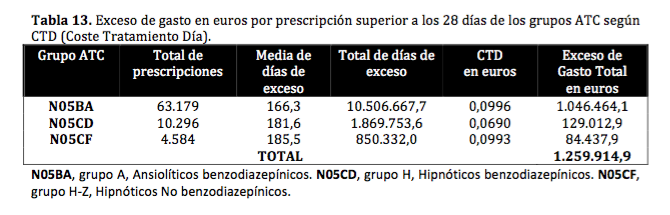 Tabla 13. Exceso de gasto en euros por prescripción superior a los 28 días de los grupos ATC según
CTD (Coste Tratamiento Día).
Grupo ATC Total de prescripciones Media de días de exceso Total de días de exceso CTD en euros Exceso de Gasto Total en euros
N05BA 63.179 166,3 10.506.667,7 0,0996 1.046.464,1
N05CD 10.296 181,6 1.869.753,6 0,0690 129.012,9
N05CF 4.584 185,5 850.332,0 0,0993 84.437,9
TOTAL 1.259.914,9
N05BA, grupo A, Ansiolíticos benzodiazepínicos. N05CD, grupo H, Hipnóticos benzodiazepínicos. N05CF,
grupo H-Z, Hipnóticos No benzodiazepínicos.